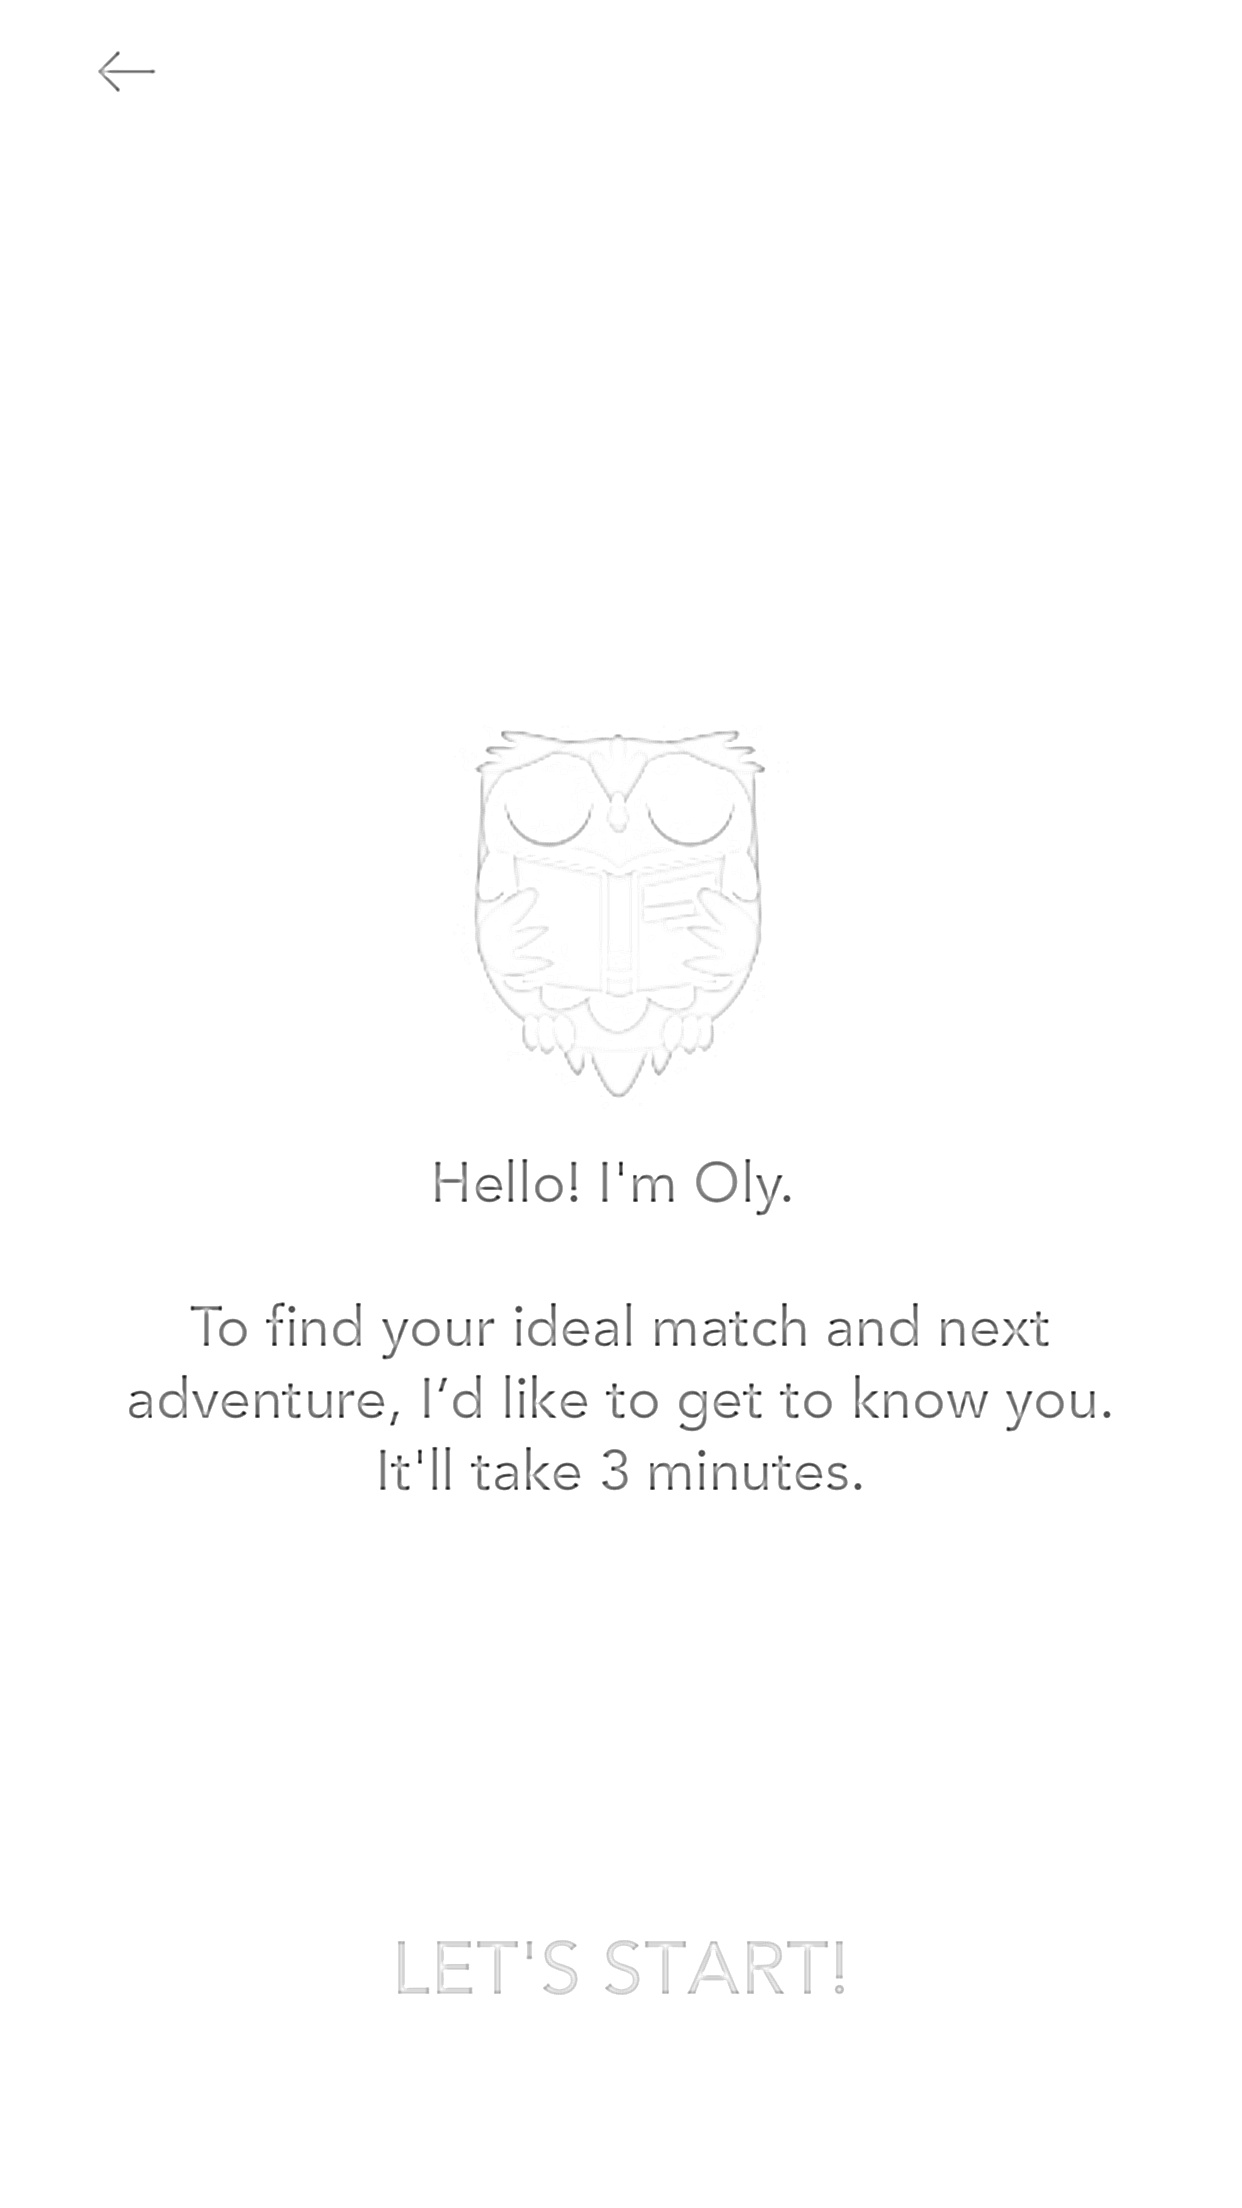 Hello! I'm Oly.
To find your ideal match and next
adventure, I’d like to get to know you.
It'll take 3 minutes.
LET'S START!